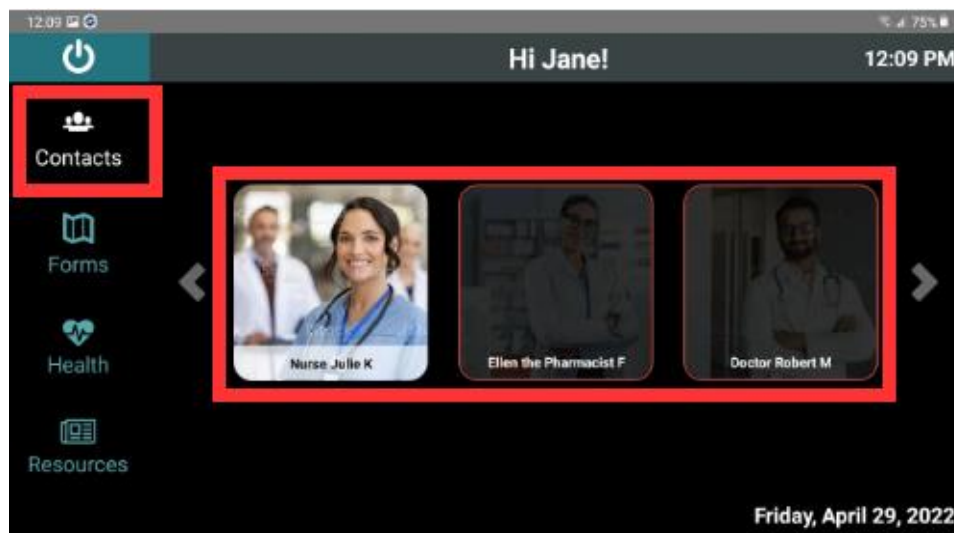 12:09 75%
Hi Jane! 12:09 PM
Contacts
Forms
Health
Resources
Nurse Julie K Ellen the Pharmacist F Doctor Robert M
Friday, April 29, 2022